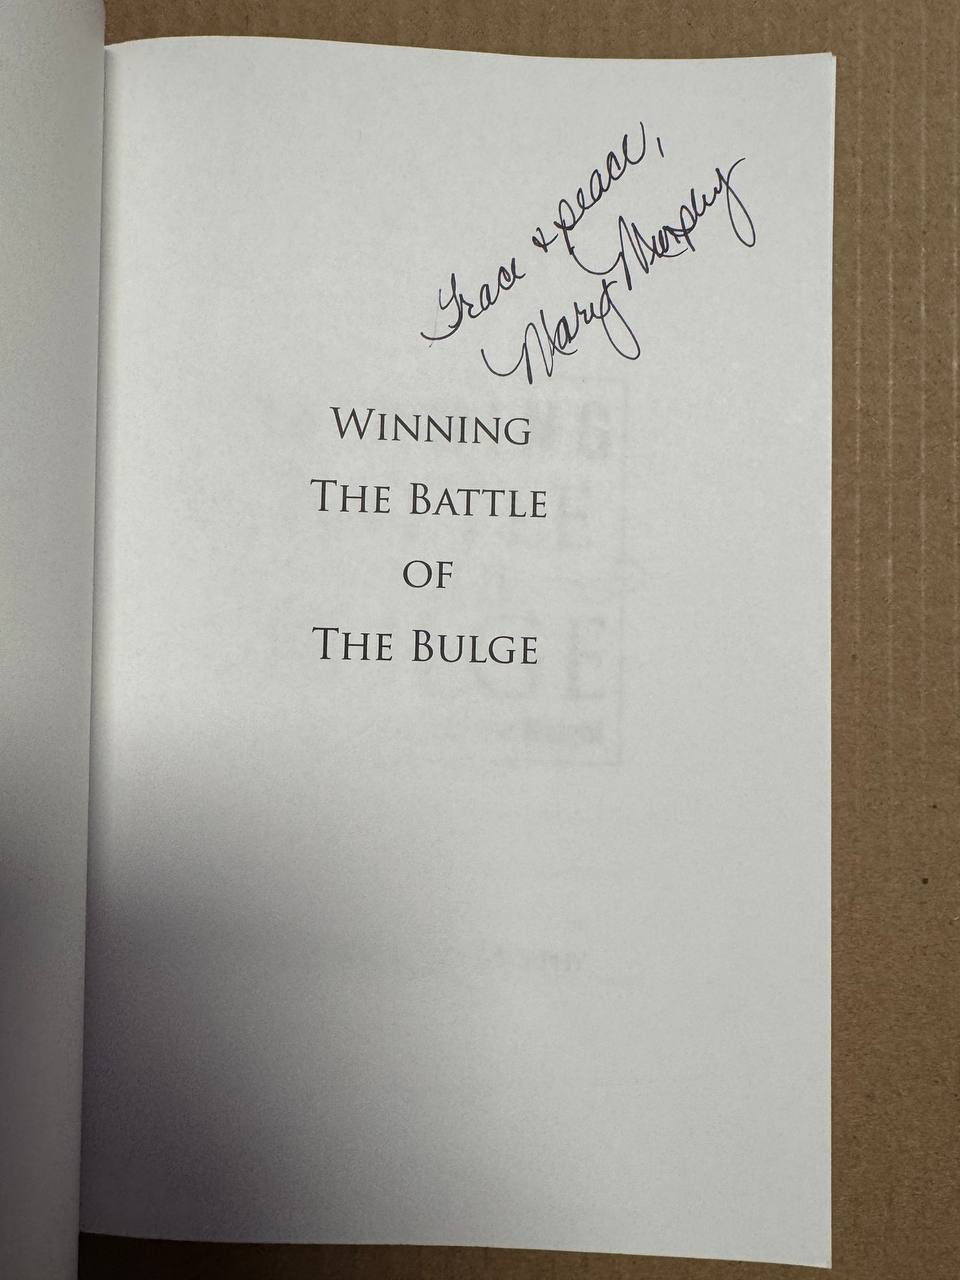 Grace & peace,
Mary Murphy
WINNING
THE BATTLE
OF
THE BULGE